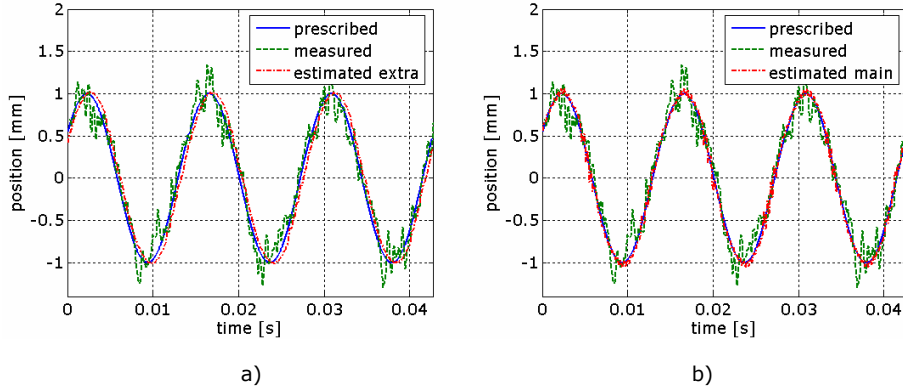 2
1.5
1
0.5
0
-0.5
-1
position [mm]
prescribed
measured
estimated extra
0 0.01 0.02 0.03 0.04
time [s]
a)
2
1.5
1
0.5
0
-0.5
-1
position [mm]
prescribed
measured
estimated main
0 0.01 0.02 0.03 0.04
time [s]
b)